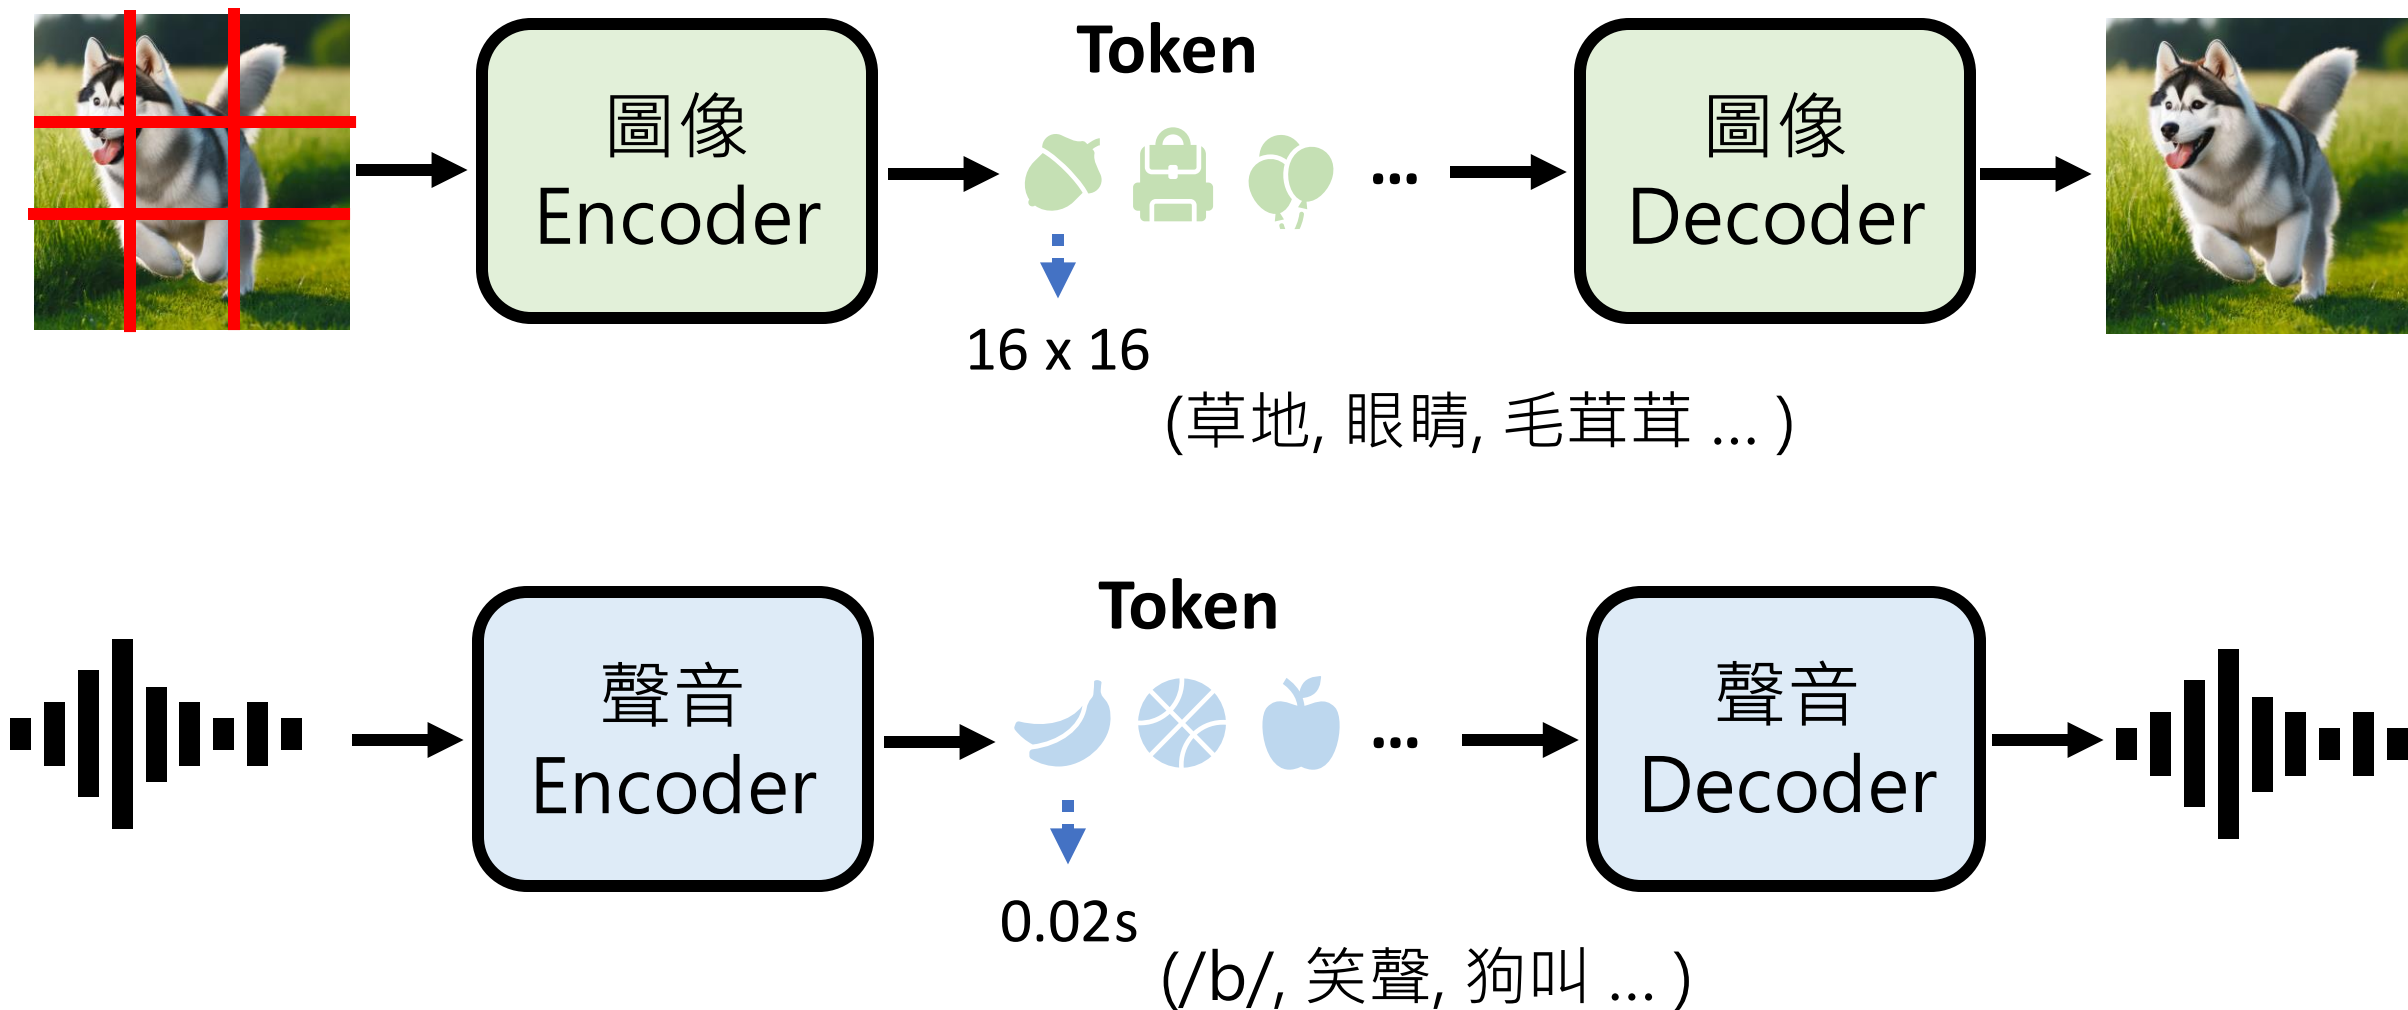 Token
圖像
Encoder
...
圖像
Decoder
16 x 16
(草地, 眼睛, 毛茸茸 ... )
Token
聲音
Encoder
...
聲音
Decoder
0.02s
(/b/, 笑聲, 狗叫 ... )